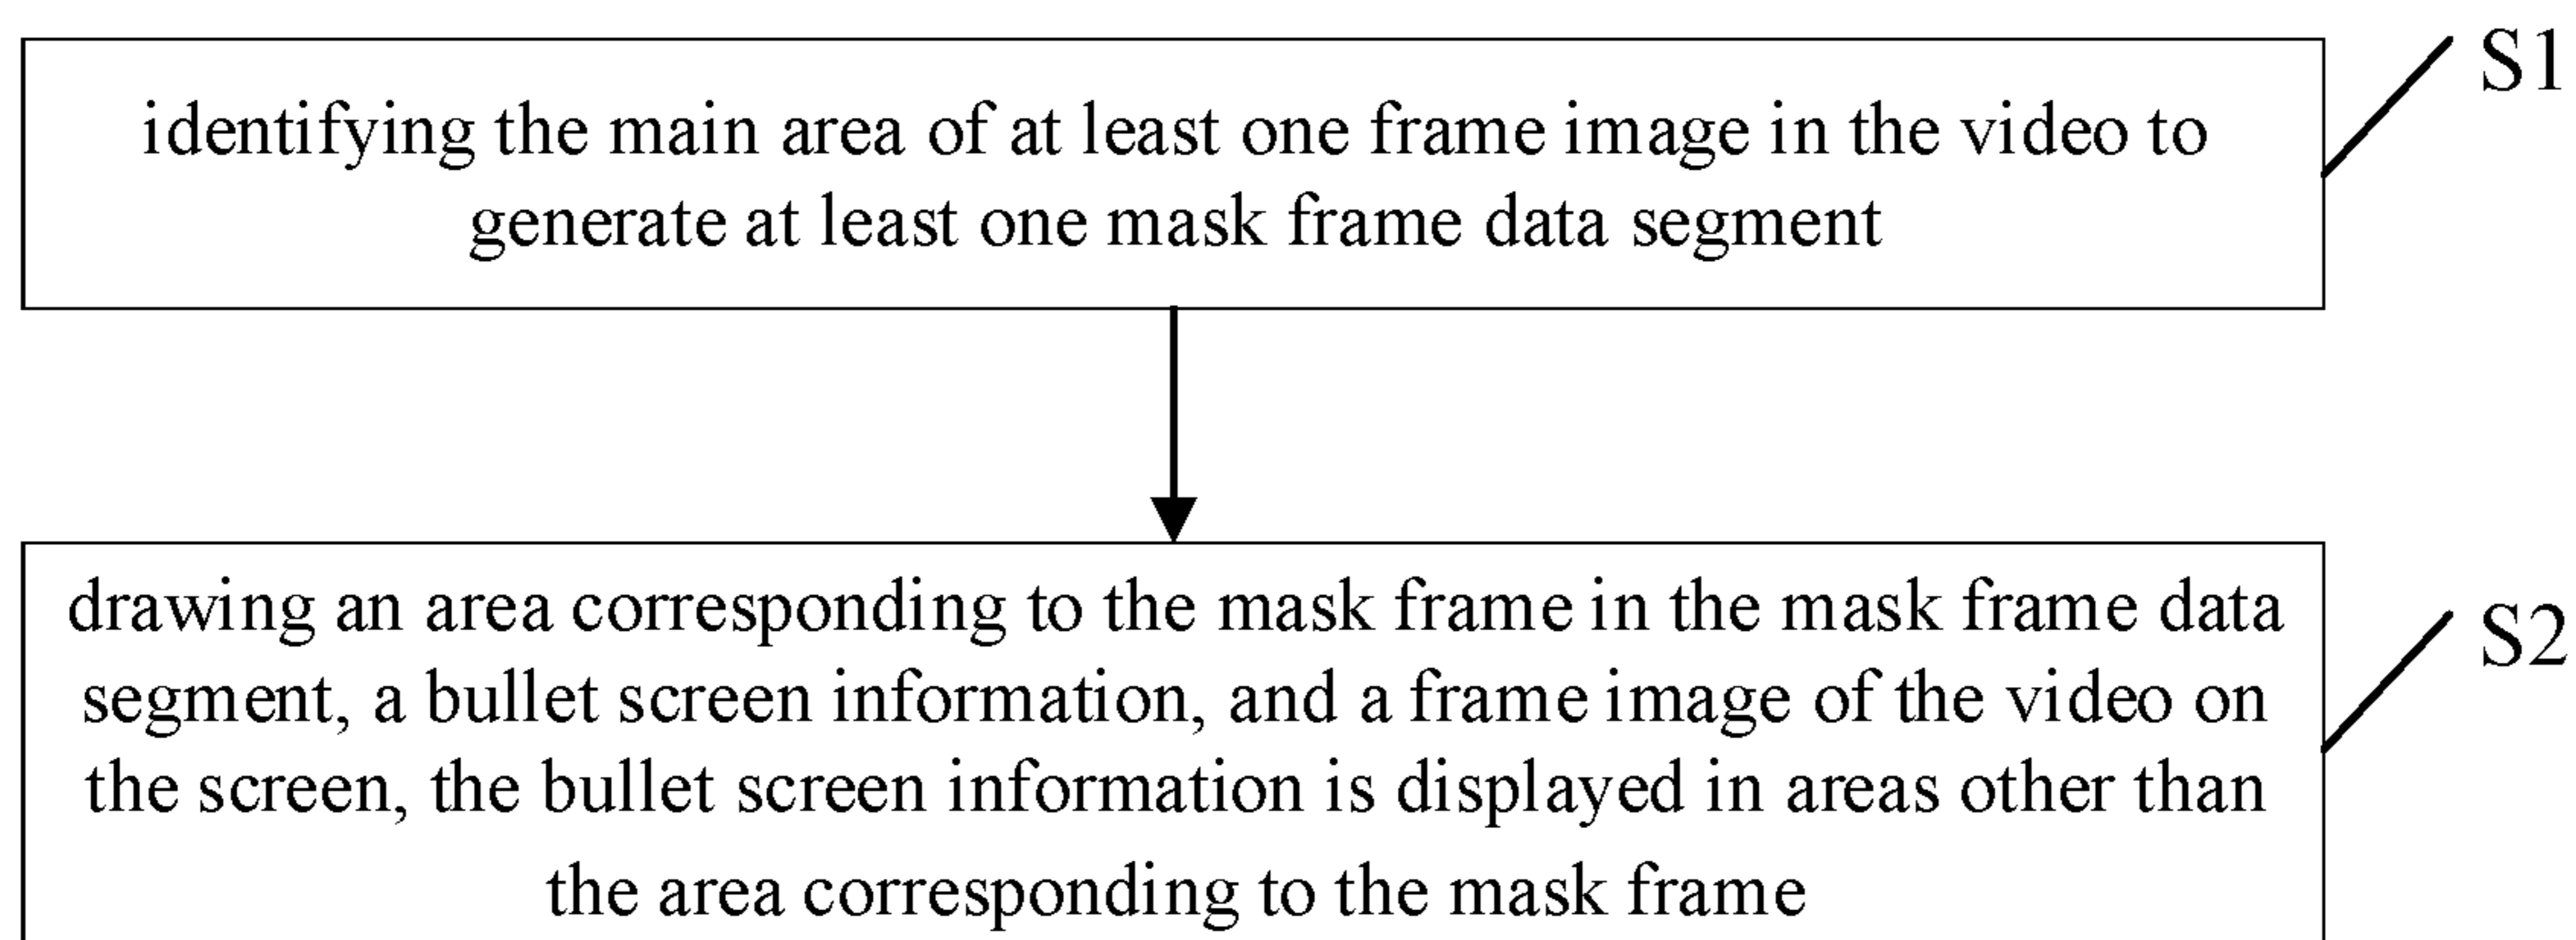 S1
identifying the main area of at least one frame image in the video to
generate at least one mask frame data segment
S2
drawing an area corresponding to the mask frame in the mask frame data
segment, a bullet screen information, and a frame image of the video on
the screen, the bullet screen information is displayed in areas other than
the area corresponding to the mask frame